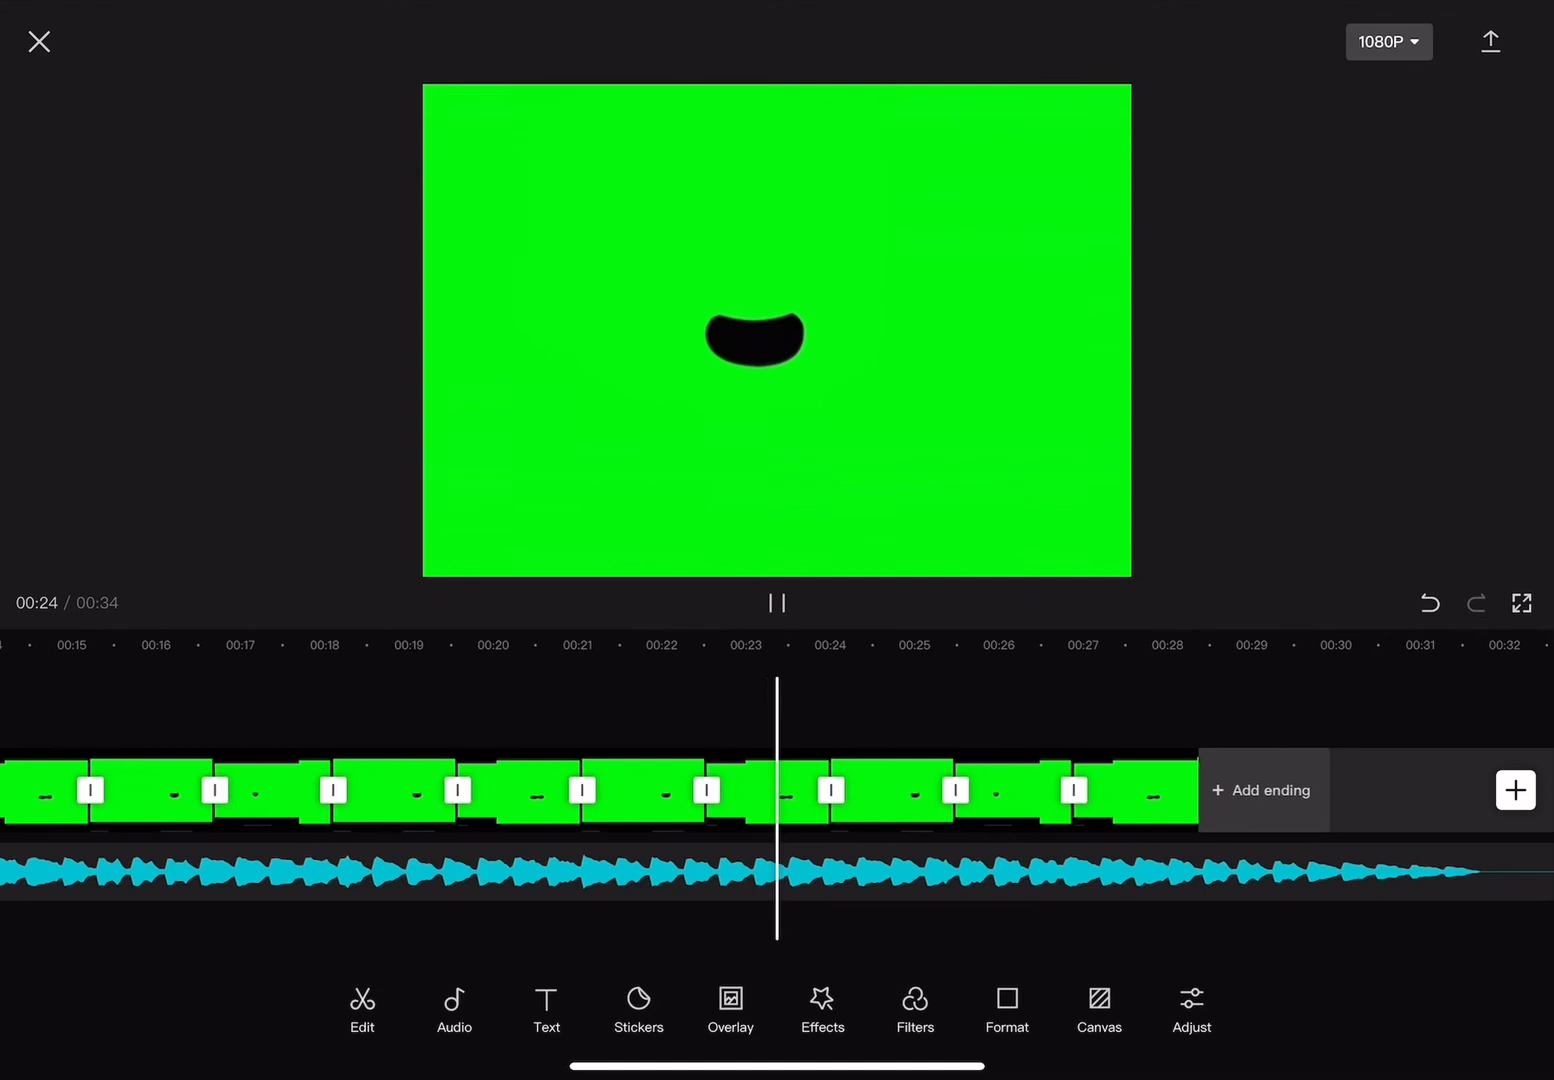 1080P
00:24 / 00:34
00:15 00:16 00:17 00:18 00:19 00:20 00:21 00:22 00:23 00:24 00:25 00:26 00:27 00:28 00:29 00:30 00:31 00:32
+ Add ending
Edit Audio Text Stickers Overlay Effects Filters Format Canvas Adjust